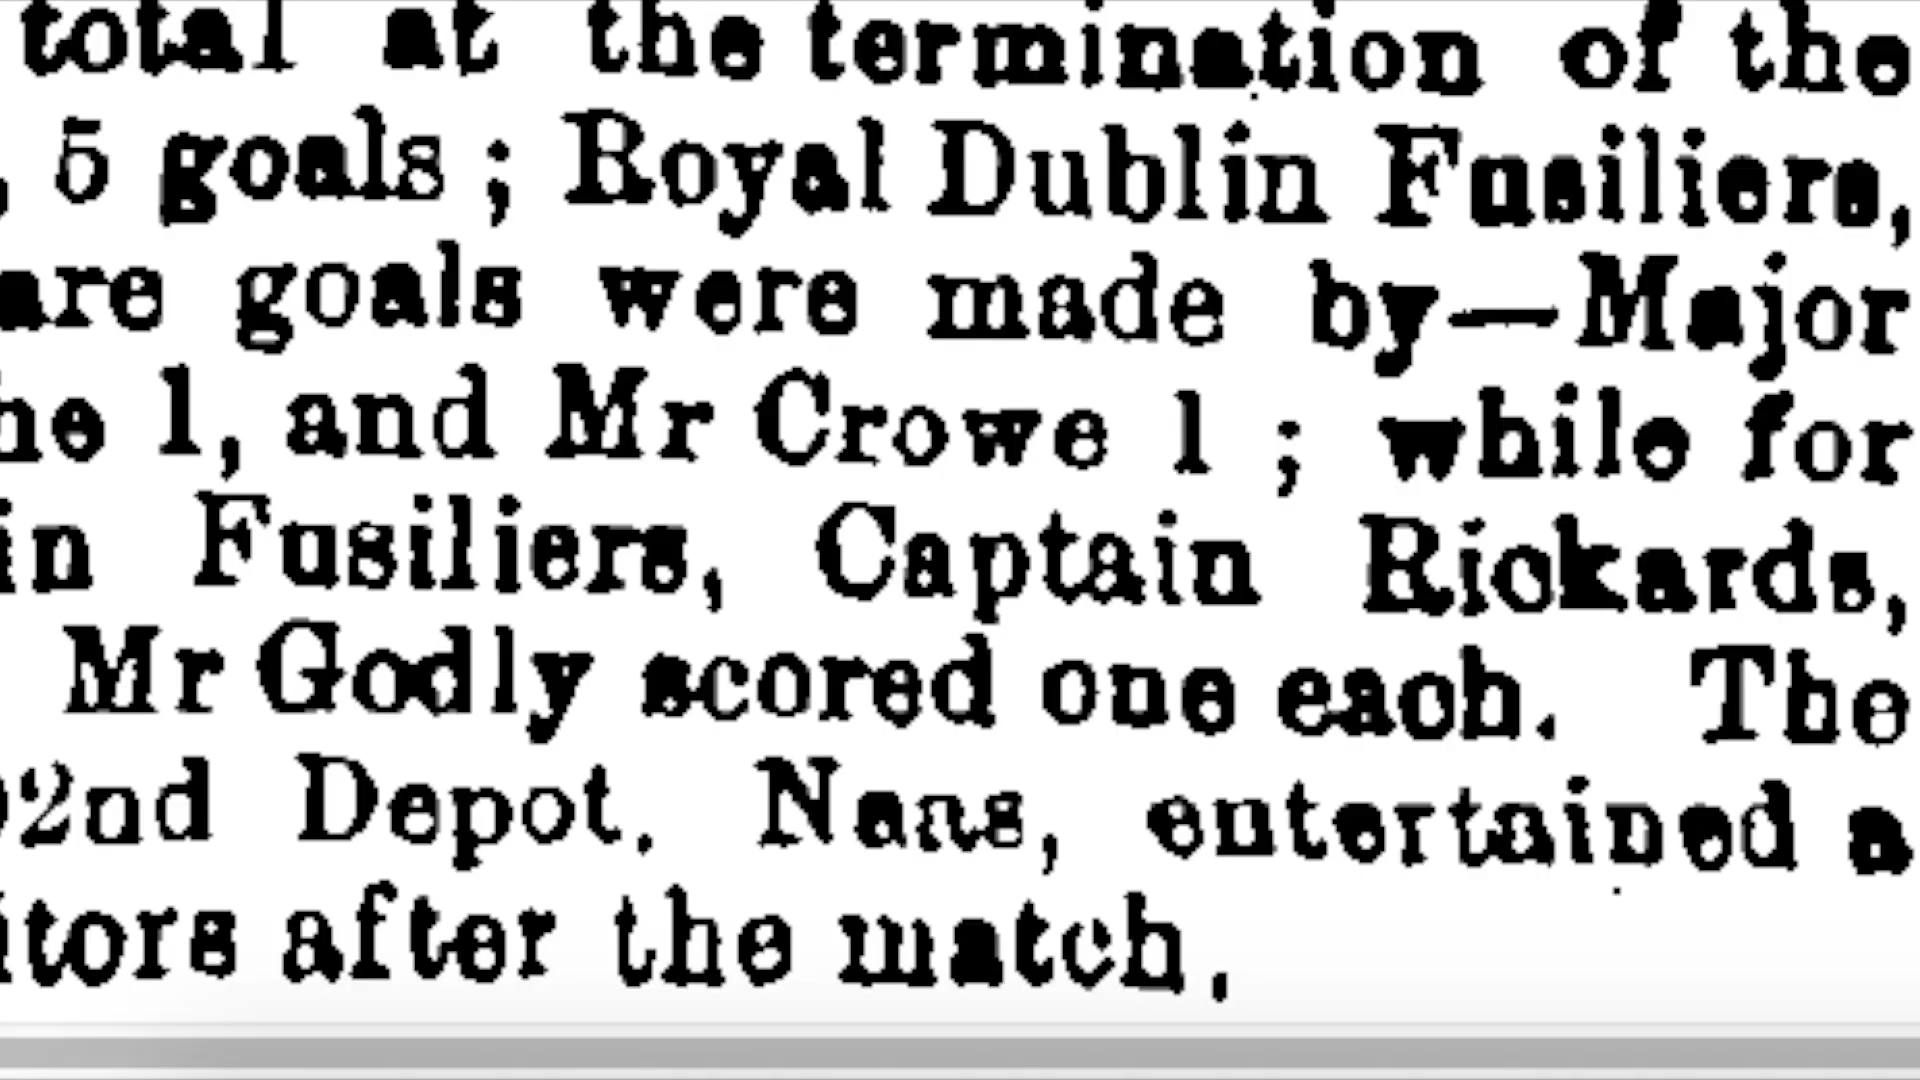 total at the termination of the
, 5 goals ; Royal Dublin Fusiliers,
are goals were made by—Major
he 1, and Mr Crowe 1 ; while for
in Fusiliers, Captain Rickards,
Mr Godly scored one each. The
02nd Depot. Naas, entertained a
itors after the match.